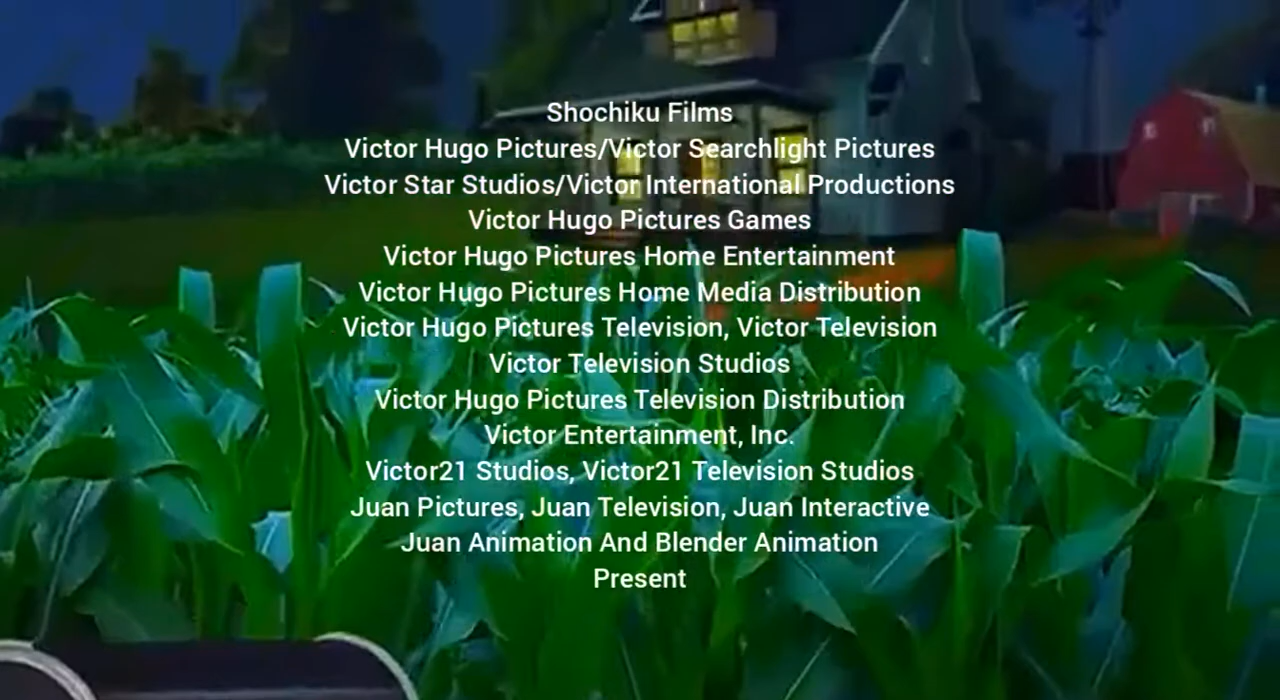 Shochiku Films
Victor Hugo Pictures/Victor Searchlight Pictures
Victor Star Studios/Victor International Productions
Victor Hugo Pictures Games
Victor Hugo Pictures Home Entertainment
Victor Hugo Pictures Home Media Distribution
Victor Hugo Pictures Television, Victor Television
Victor Television Studios
Victor Hugo Pictures Television Distribution
Victor Entertainment, Inc.
Victor21 Studios, Victor21 Television Studios
Juan Pictures, Juan Television, Juan Interactive
Juan Animation And Blender Animation
Present